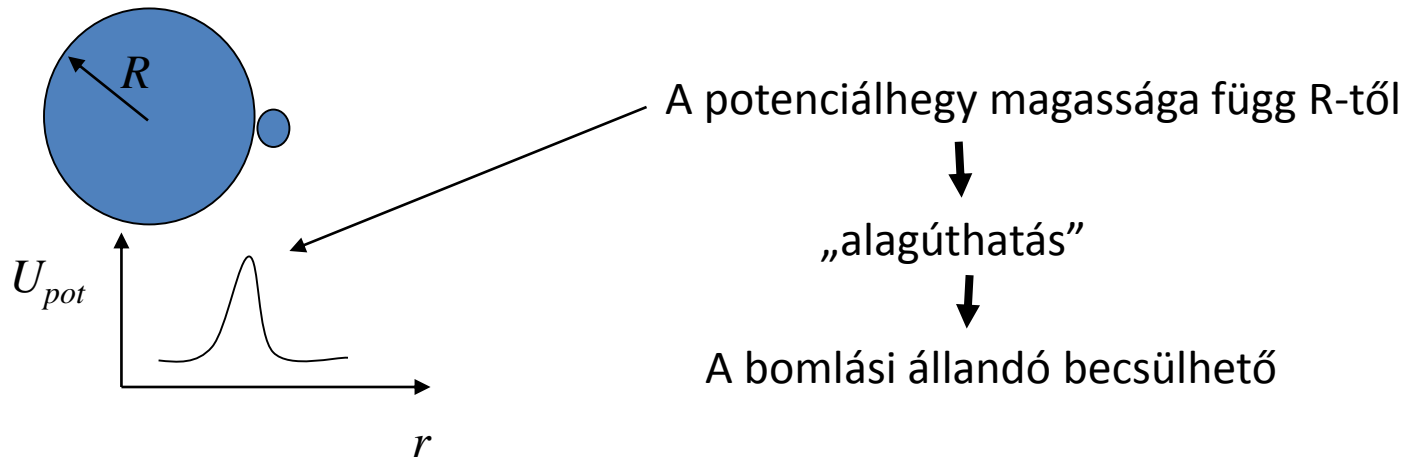 R
A potenciálhegy magassága függ R-től
„alagúthatás”
U_pot
A bomlási állandó becsülhető
r